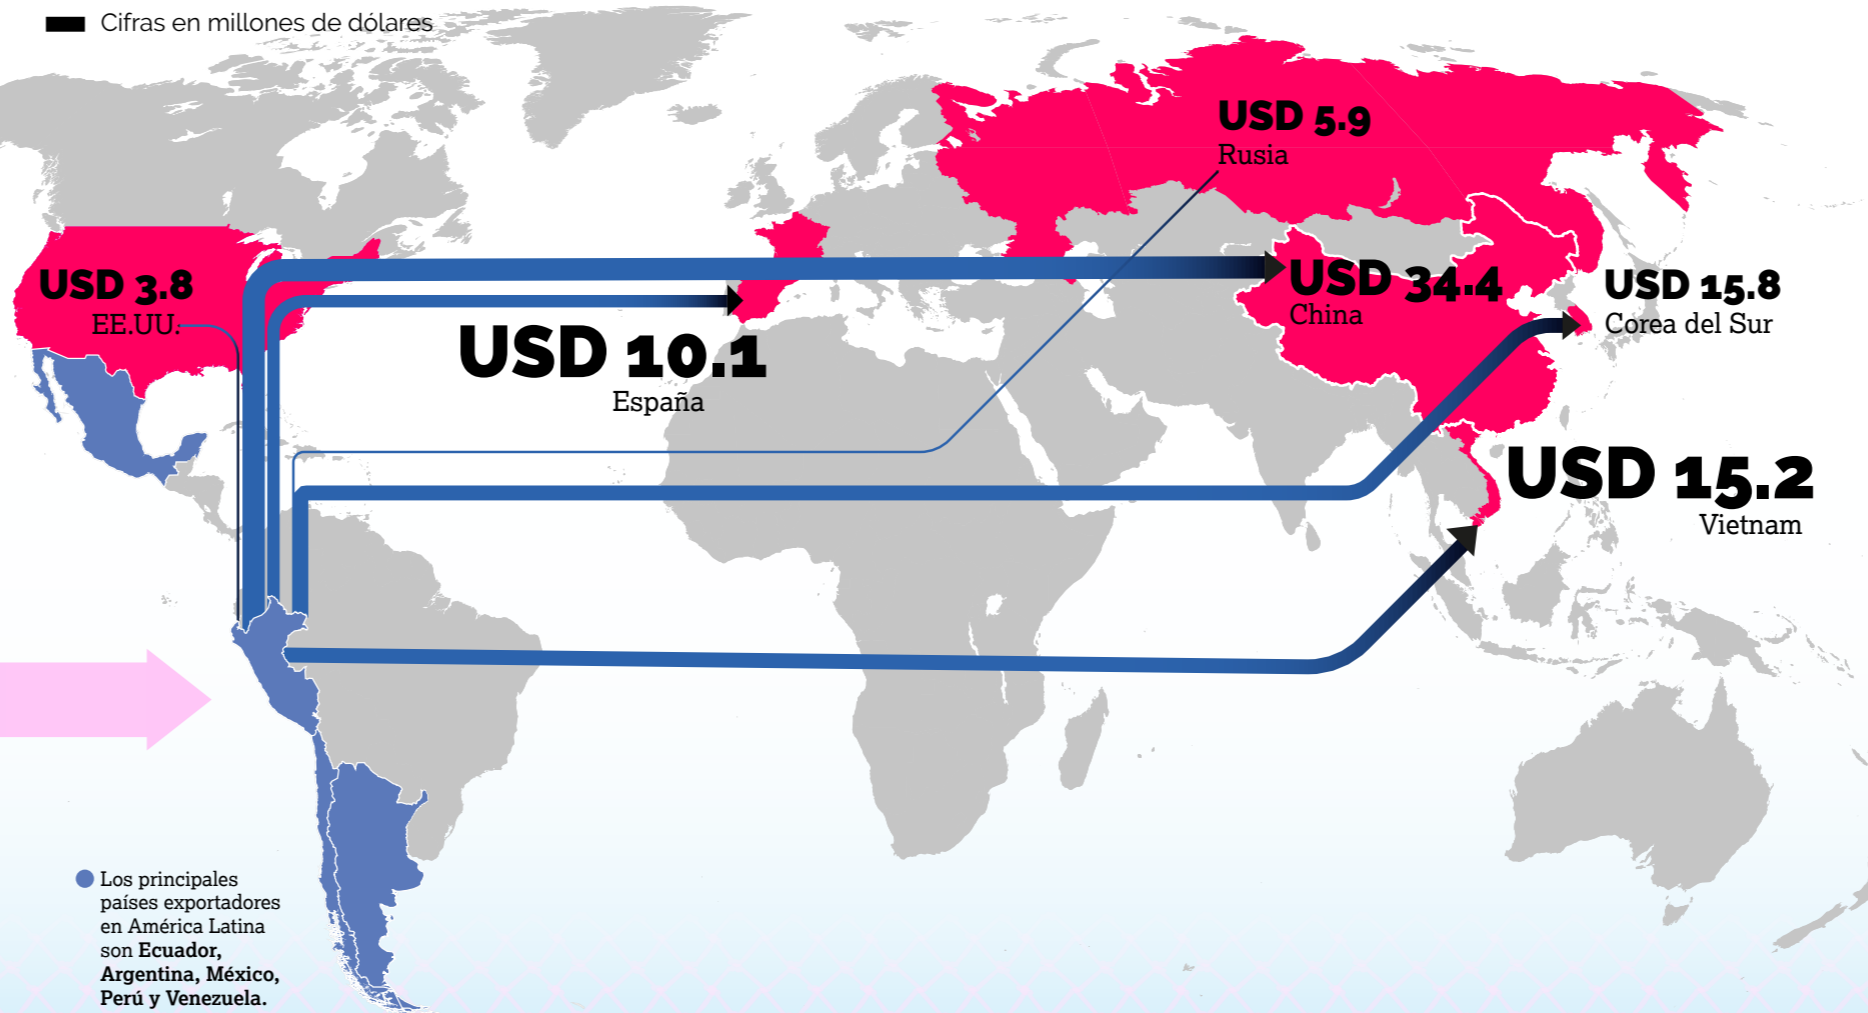 Cifras en millones de dólares
USD 5.9
Rusia
USD 3.8
EE.UU.
USD 34.4
China
USD 15.8
Corea del Sur
USD 10.1
España
USD 15.2
Vietnam
Los principales
países exportadores
en América Latina
son Ecuador,
Argentina, México,
Perú y Venezuela.